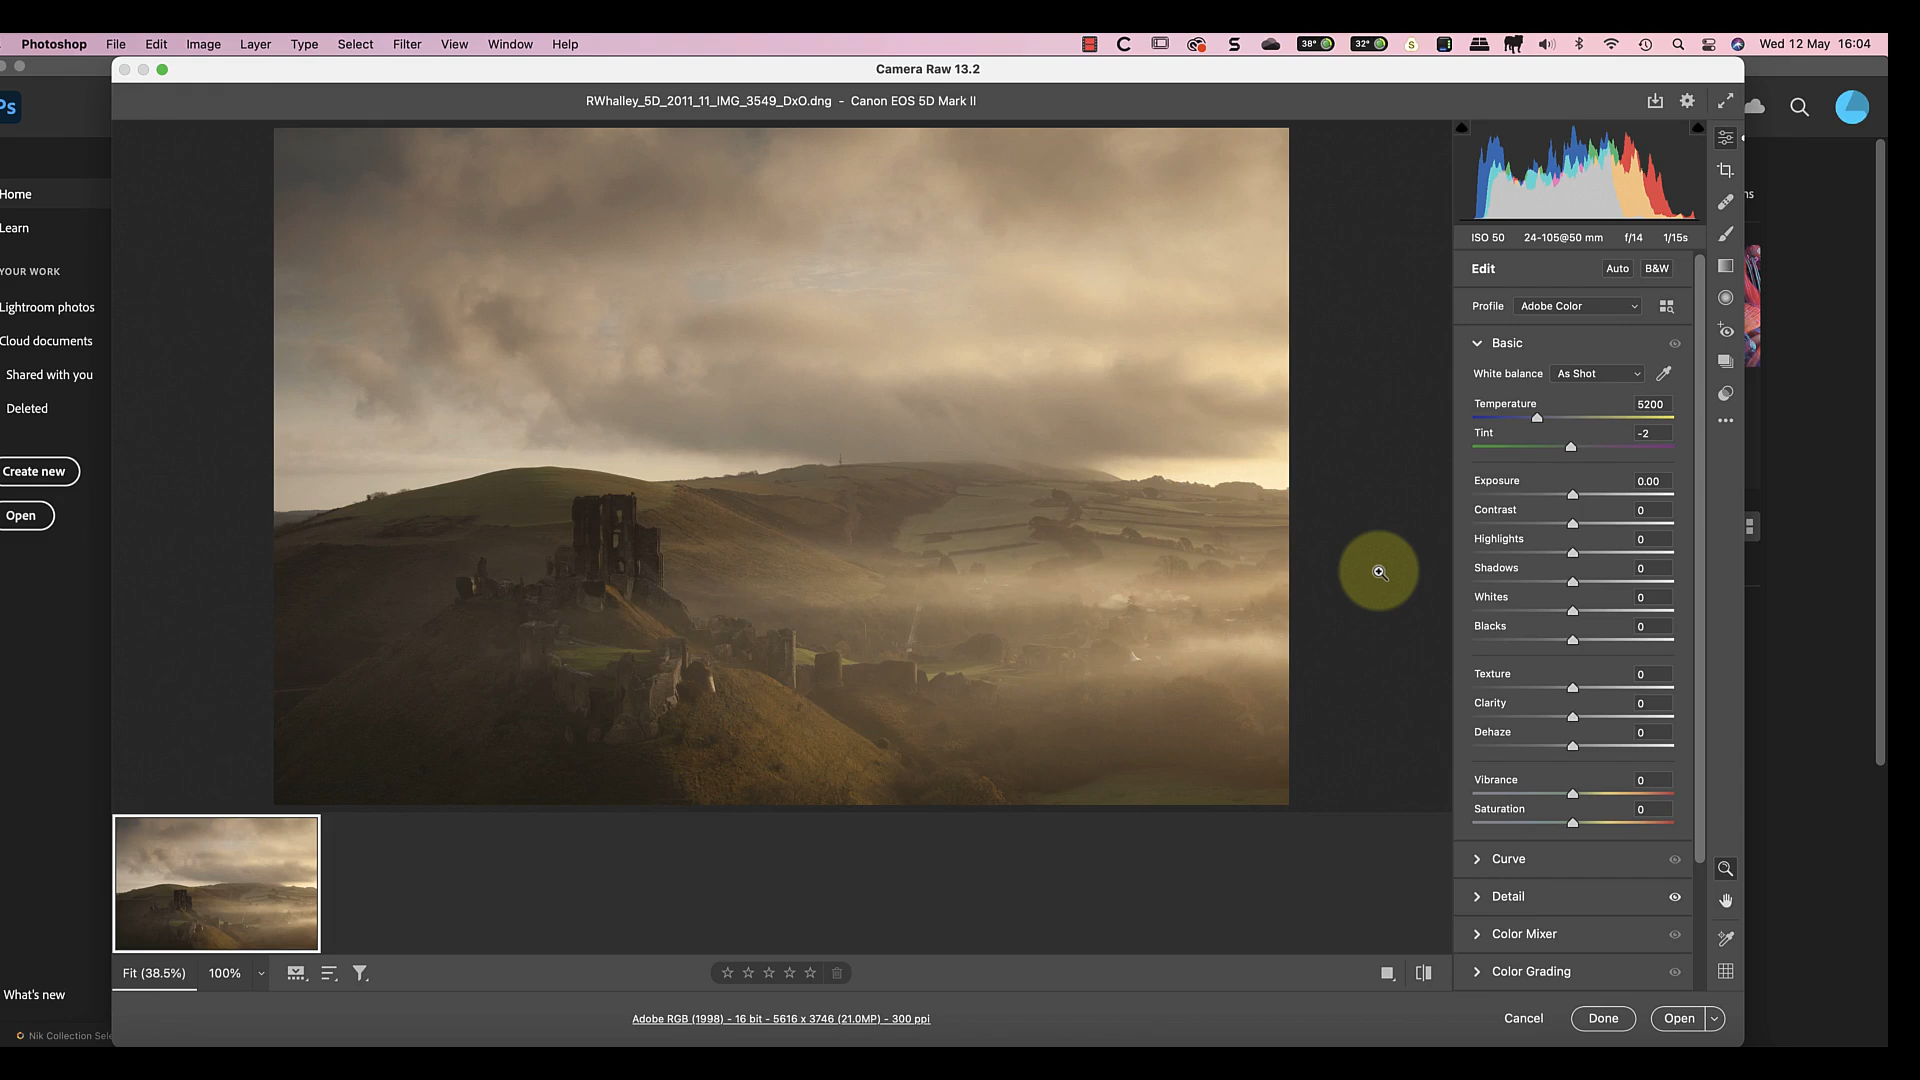 Photoshop File Edit Image Layer Type Select Filter View Window Help 38° 32° Wed 12 May 16:04
Camera Raw 13.2
RWhalley_5D_2011_11_IMG_3549_DxO.dng - Canon EOS 5D Mark II
Ps
Home
Learn
YOUR WORK
Lightroom photos
Cloud documents
Shared with you
Deleted
Create new
Open
What's new
Nik Collection Sele
ISO 50 24-105@50 mm f/14 1/15s
Edit Auto B&W
Profile Adobe Color
Basic
White balance As Shot
Temperature 5200
Tint -2
Exposure 0.00
Contrast 0
Highlights 0
Shadows 0
Whites 0
Blacks 0
Texture 0
Clarity 0
Dehaze 0
Vibrance 0
Saturation 0
Curve
Detail
Color Mixer
Color Grading
Fit (38.5%) 100%
Adobe RGB (1998) - 16 bit - 5616 x 3746 (21.0MP) - 300 ppi
Cancel Done Open